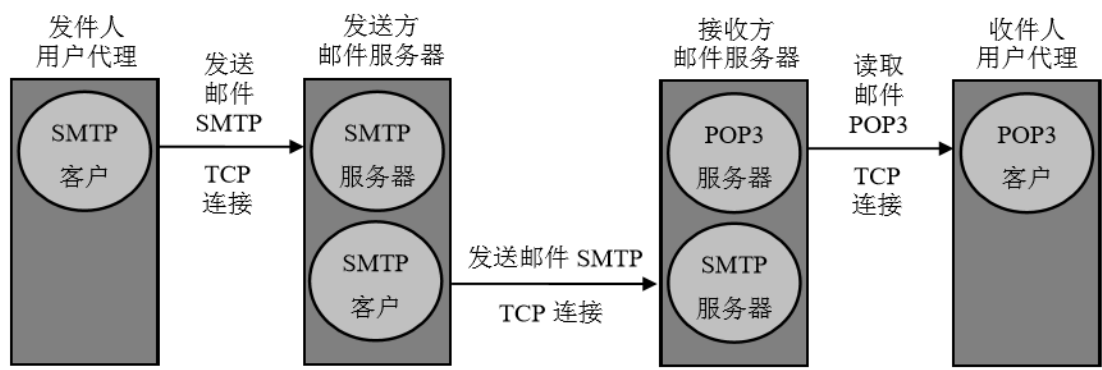 发件人
用户代理
SMTP
客户
发送
邮件
SMTP
TCP
连接
发送方
邮件服务器
SMTP
服务器
SMTP
客户
发送邮件 SMTP
TCP 连接
接收方
邮件服务器
POP3
服务器
SMTP
服务器
读取
邮件
POP3
TCP
连接
收件人
用户代理
POP3
客户